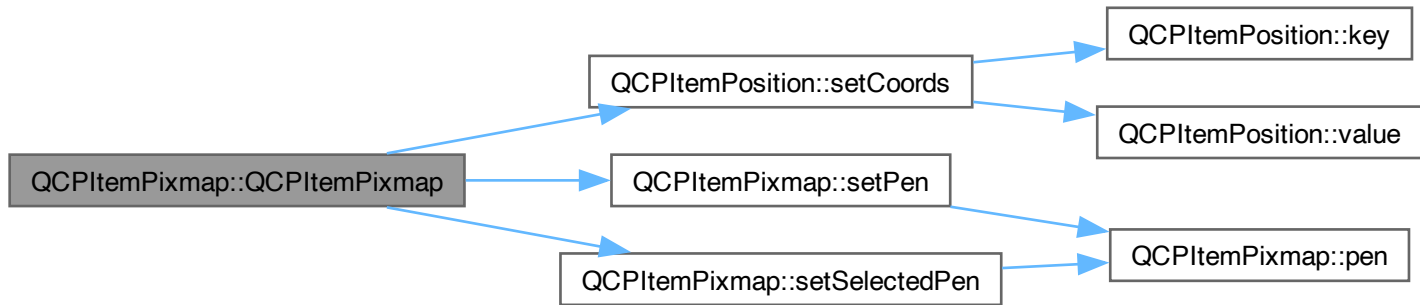 QCPItemPosition::key
QCPItemPosition::setCoords
QCPItemPosition::value
QCPItemPixmap::QCPItemPixmap
QCPItemPixmap::setPen
QCPItemPixmap::pen
QCPItemPixmap::setSelectedPen